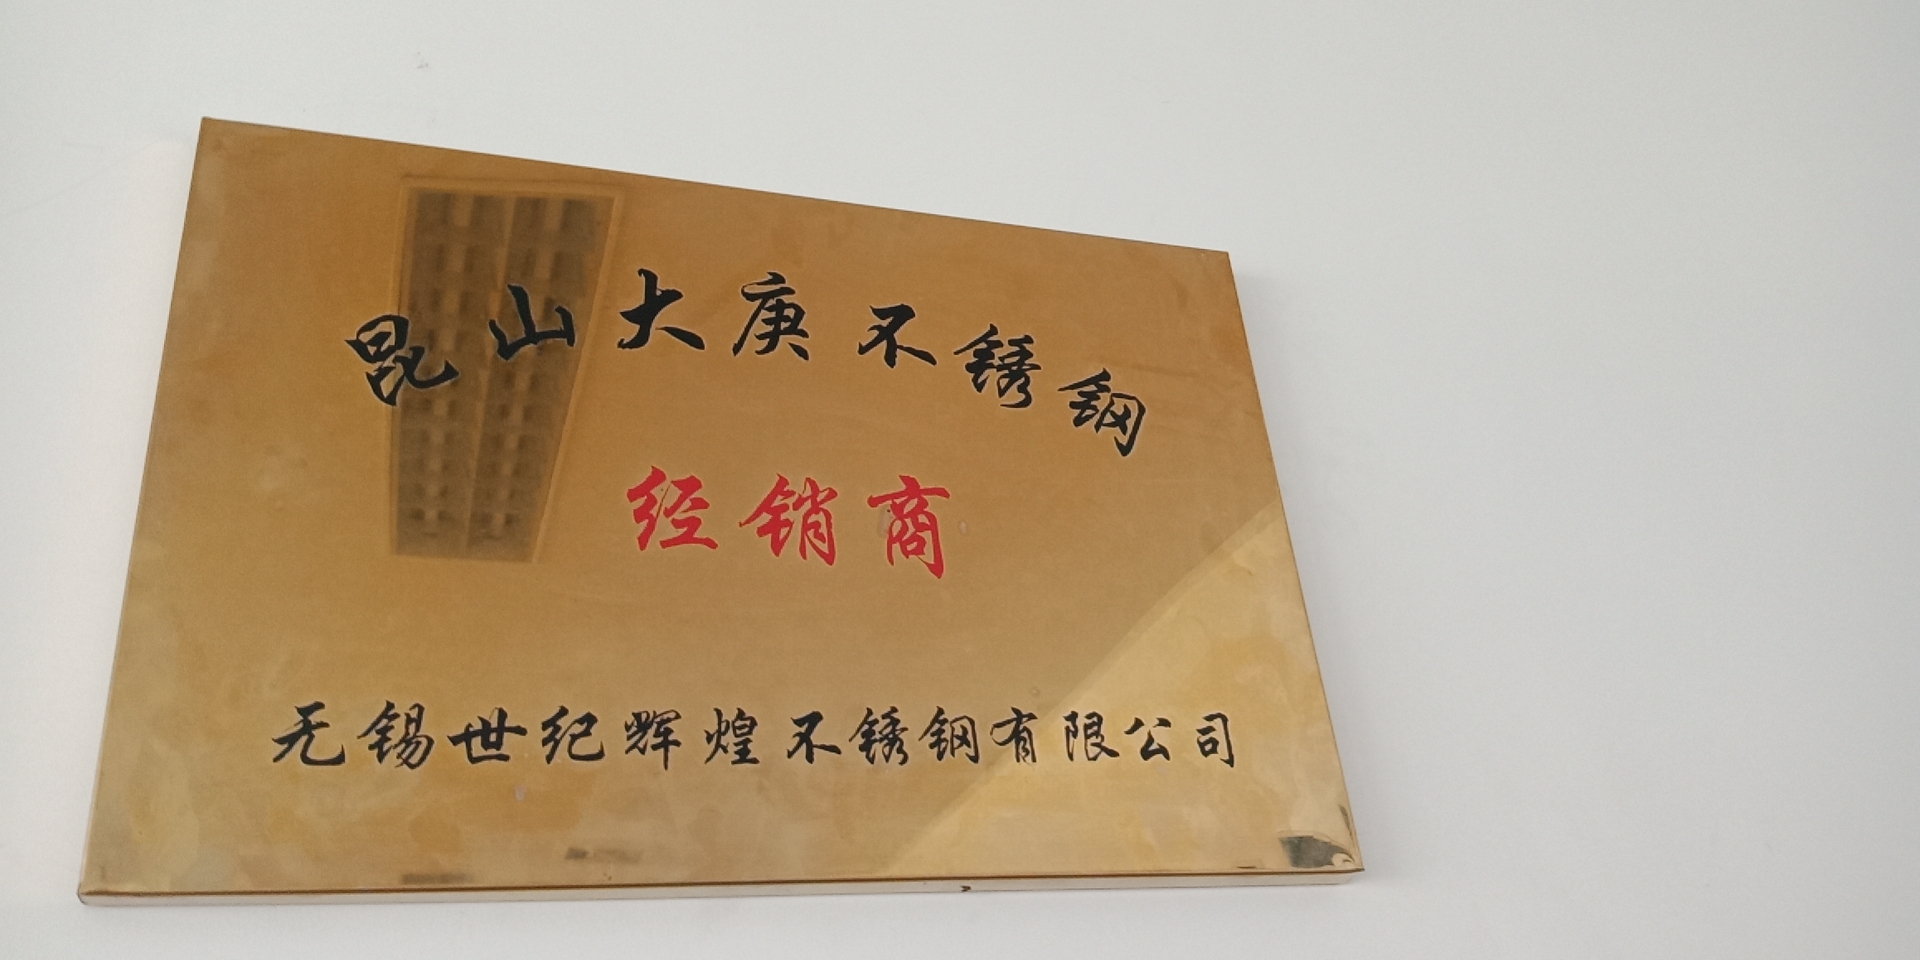 昆山大庚不锈钢
经销商
无锡世纪辉煌不锈钢有限公司